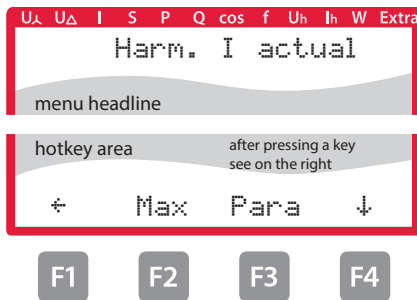 U⅄ U△ I S P Q cos f Uh Ih W Extra
Harm. I actual
menu headline
hotkey area
after pressing a key
see on the right
← Max Para ↓
F1 F2 F3 F4